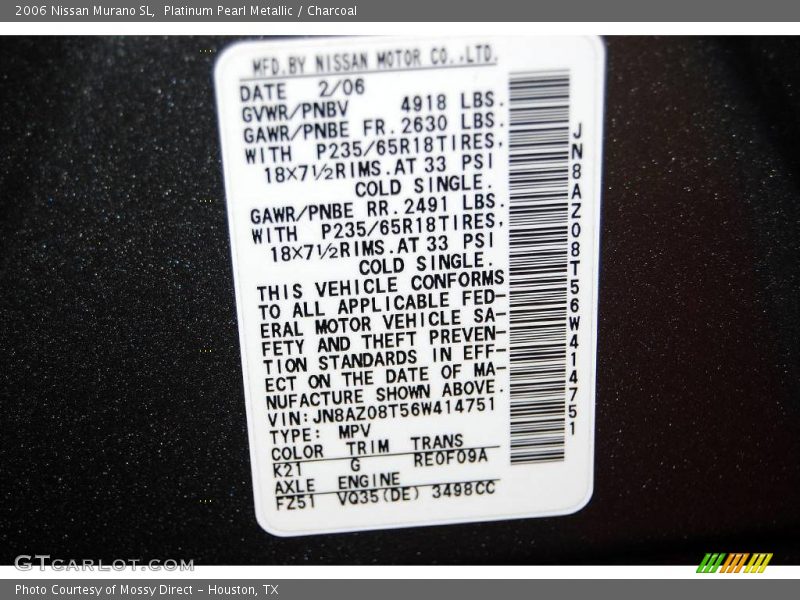 2006 Nissan Murano SL,  Platinum Pearl Metallic / Charcoal
MFD.BY NISSAN MOTOR CO.,LTD.
DATE 2/06
GVWR/PNBV 4918 LBS.
GAWR/PNBE FR. 2630 LBS.
WITH P235/65R18TIRES,
18X7½RIMS.AT 33 PSI
COLD SINGLE.
GAWR/PNBE RR. 2491 LBS.
WITH P235/65R18TIRES,
18X7½RIMS.AT 33 PSI
COLD SINGLE.
THIS VEHICLE CONFORMS
TO ALL APPLICABLE FED-
ERAL MOTOR VEHICLE SA-
FETY AND THEFT PREVEN-
TION STANDARDS IN EFF-
ECT ON THE DATE OF MA-
NUFACTURE SHOWN ABOVE.
VIN: JN8AZ08T56W414751
TYPE: MPV
COLOR TRIM TRANS
K21 G RE0F09A
AXLE ENGINE
FZ51 VQ35(DE) 3498CC
JN8AZ08T56W414751
GTCarLot.com
Photo Courtesy of Mossy Direct - Houston, TX